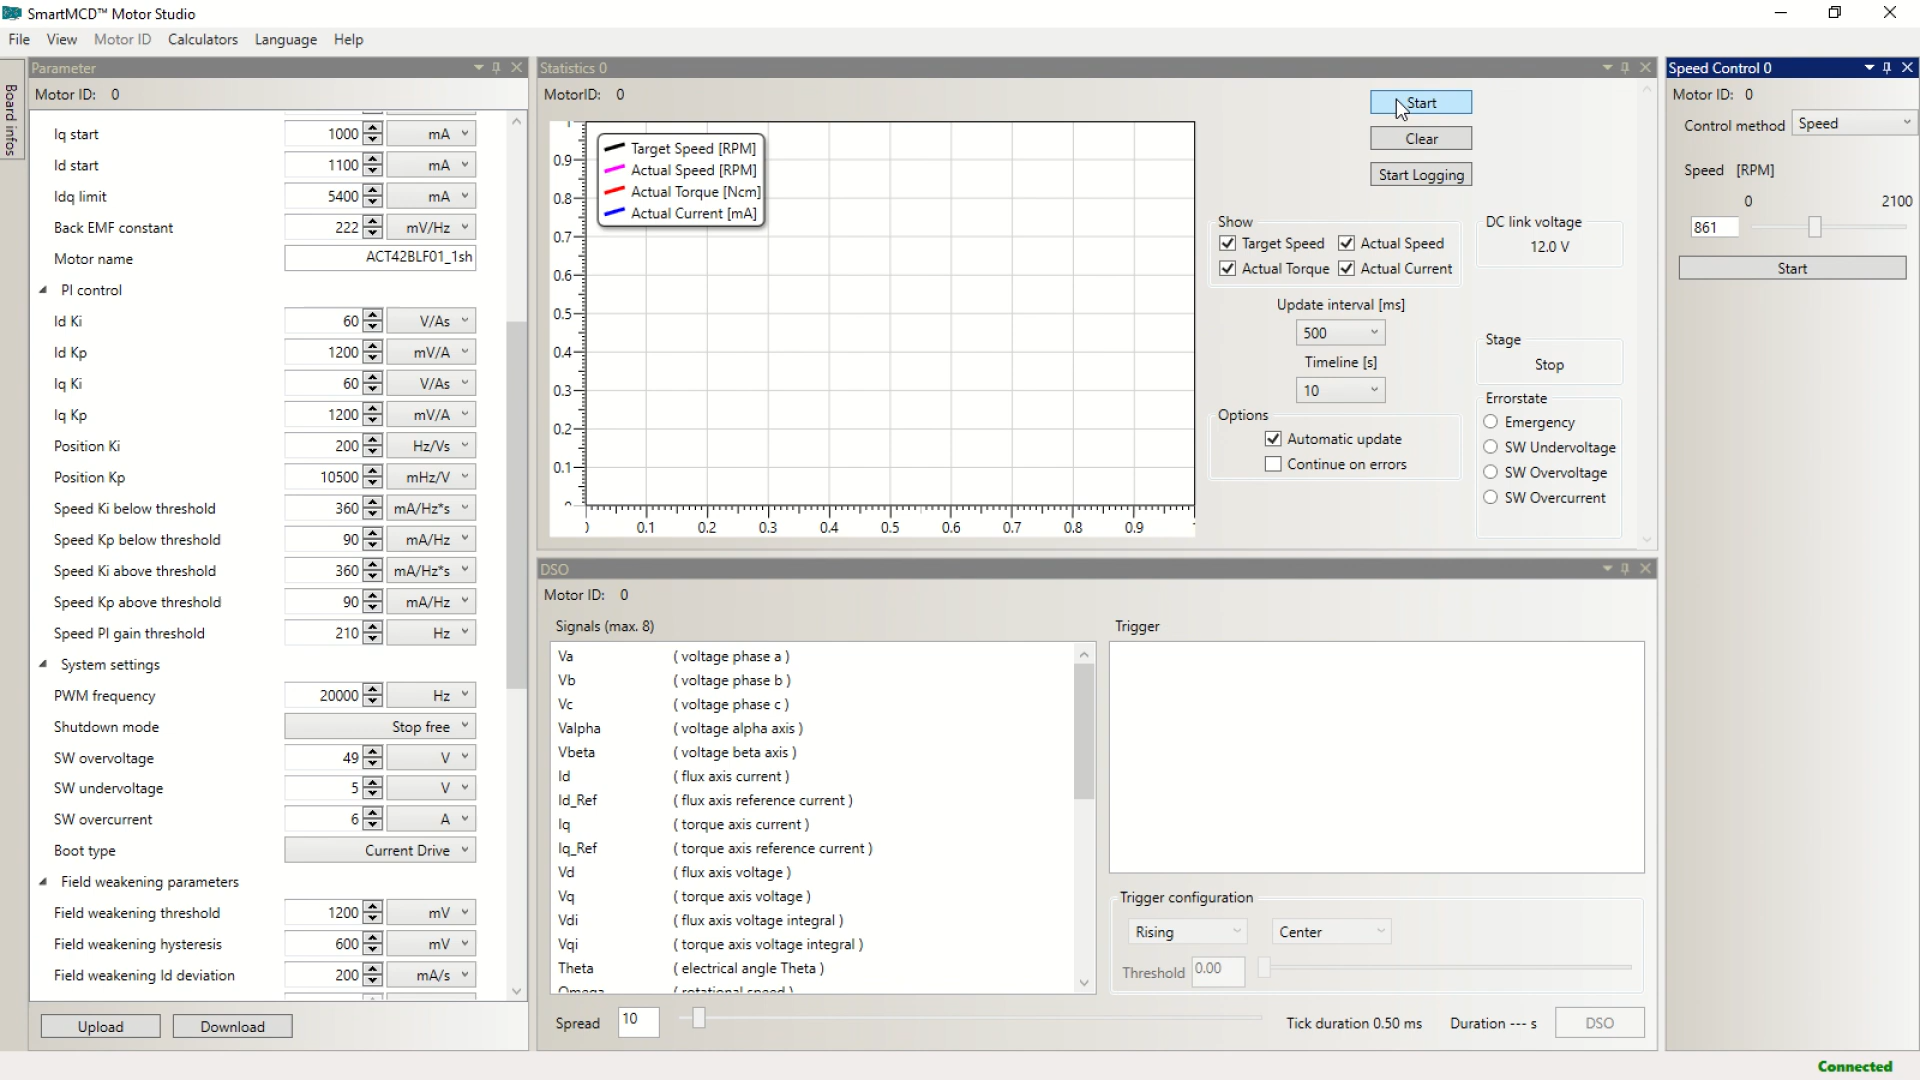 SmartMCD™ Motor Studio
File View Motor ID Calculators Language Help
Board infos
Parameter
Motor ID: 0
Iq start 1000 mA
Id start 1100 mA
Idq limit 5400 mA
Back EMF constant 222 mV/Hz
Motor name ACT42BLF01_1sh
PI control
Id Ki 60 V/As
Id Kp 1200 mV/A
Iq Ki 60 V/As
Iq Kp 1200 mV/A
Position Ki 200 Hz/Vs
Position Kp 10500 mHz/V
Speed Ki below threshold 360 mA/Hz*s
Speed Kp below threshold 90 mA/Hz
Speed Ki above threshold 360 mA/Hz*s
Speed Kp above threshold 90 mA/Hz
Speed PI gain threshold 210 Hz
System settings
PWM frequency 20000 Hz
Shutdown mode Stop free
SW overvoltage 49 V
SW undervoltage 5 V
SW overcurrent 6 A
Boot type Current Drive
Field weakening parameters
Field weakening threshold 1200 mV
Field weakening hysteresis 600 mV
Field weakening Id deviation 200 mA/s
Upload Download
Statistics 0
MotorID: 0
Target Speed [RPM]
Actual Speed [RPM]
Actual Torque [Ncm]
Actual Current [mA]
0.9
0.8
0.7
0.6
0.5
0.4
0.3
0.2
0.1
0.1 0.2 0.3 0.4 0.5 0.6 0.7 0.8 0.9
Start
Clear
Start Logging
Show
Target Speed Actual Speed
Actual Torque Actual Current
Update interval [ms]
500
Timeline [s]
10
Options
Automatic update
Continue on errors
DC link voltage
12.0 V
Stage
Stop
Errorstate
Emergency
SW Undervoltage
SW Overvoltage
SW Overcurrent
DSO
Motor ID: 0
Signals (max. 8)
Va ( voltage phase a )
Vb ( voltage phase b )
Vc ( voltage phase c )
Valpha ( voltage alpha axis )
Vbeta ( voltage beta axis )
Id ( flux axis current )
Id_Ref ( flux axis reference current )
Iq ( torque axis current )
Iq_Ref ( torque axis reference current )
Vd ( flux axis voltage )
Vq ( torque axis voltage )
Vdi ( flux axis voltage integral )
Vqi ( torque axis voltage integral )
Theta ( electrical angle Theta )
Omega ( rotational speed )
Trigger
Trigger configuration
Rising Center
Threshold 0.00
Spread 10 Tick duration 0.50 ms Duration --- s DSO
Speed Control 0
Motor ID: 0
Control method Speed
Speed [RPM]
0 2100
861
Start
Connected